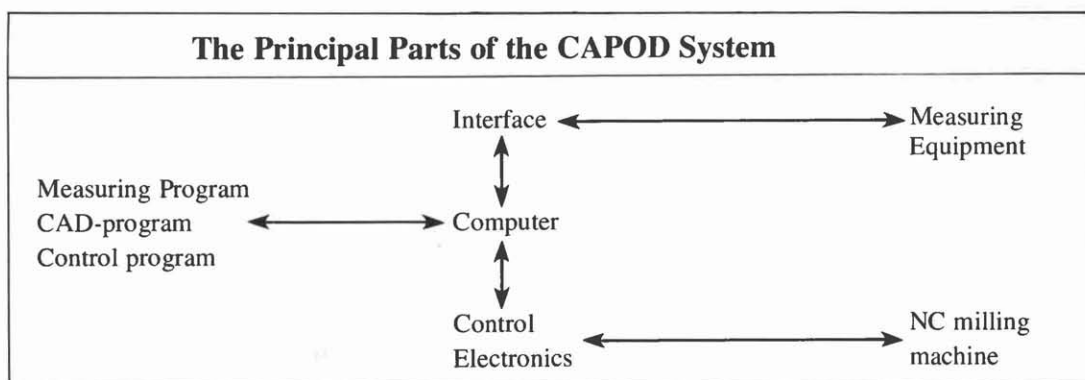 The Principal Parts of the CAPOD System
Interface
Measuring
Equipment
Measuring Program
CAD-program
Control program
Computer
Control
Electronics
NC milling
machine